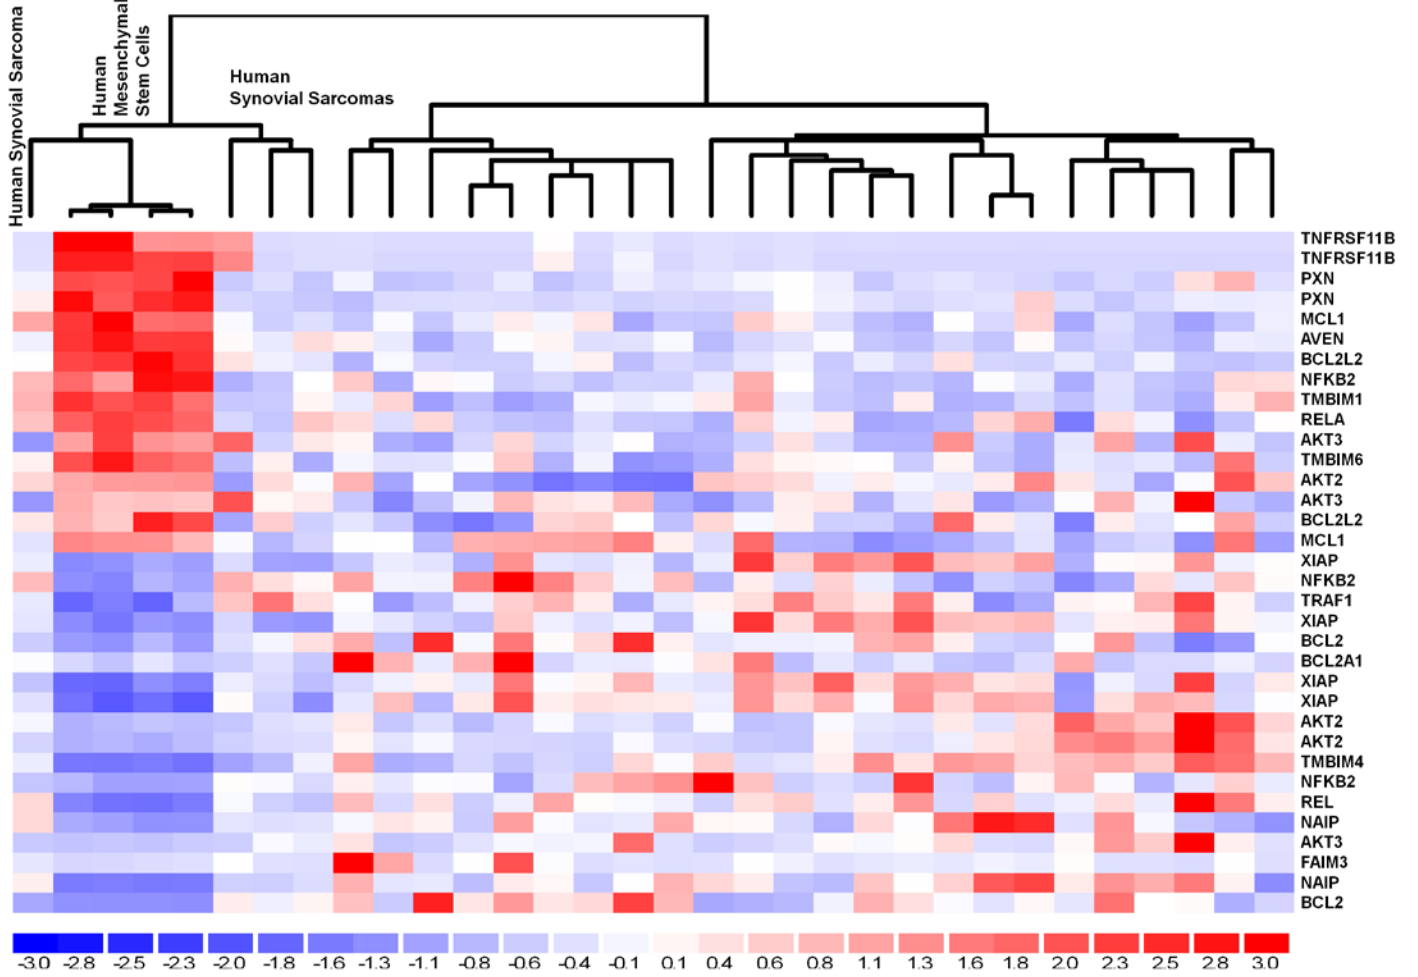 Human Synovial Sarcoma
Human
Mesenchymal
Stem Cells
Human
Synovial Sarcomas
TNFRSF11B
TNFRSF11B
PXN
PXN
MCL1
AVEN
BCL2L2
NFKB2
TMBIM1
RELA
AKT3
TMBIM6
AKT2
AKT3
BCL2L2
MCL1
XIAP
NFKB2
TRAF1
XIAP
BCL2
BCL2A1
XIAP
XIAP
AKT2
AKT2
TMBIM4
NFKB2
REL
NAIP
AKT3
FAIM3
NAIP
BCL2
-3.0 -2.8 -2.5 -2.3 -2.0 -1.8 -1.6 -1.3 -1.1 -0.8 -0.6 -0.4 -0.1 0.1 0.4 0.6 0.8 1.1 1.3 1.6 1.8 2.0 2.3 2.5 2.8 3.0